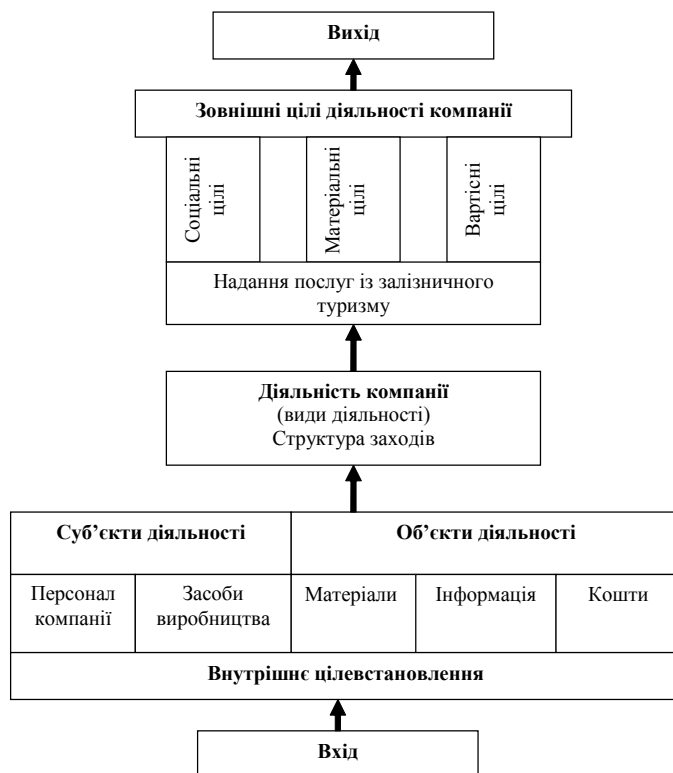 Вихід
Зовнішні цілі діяльності компанії
Соціальні
цілі
Матеріальні
цілі
Вартісні
цілі
Надання послуг із залізничного
туризму
Діяльність компанії
(види діяльності)
Структура заходів
Суб’єкти діяльності
Об’єкти діяльності
Персонал
компанії
Засоби
виробництва
Матеріали
Інформація
Кошти
Внутрішнє цілевстановлення
Вхід